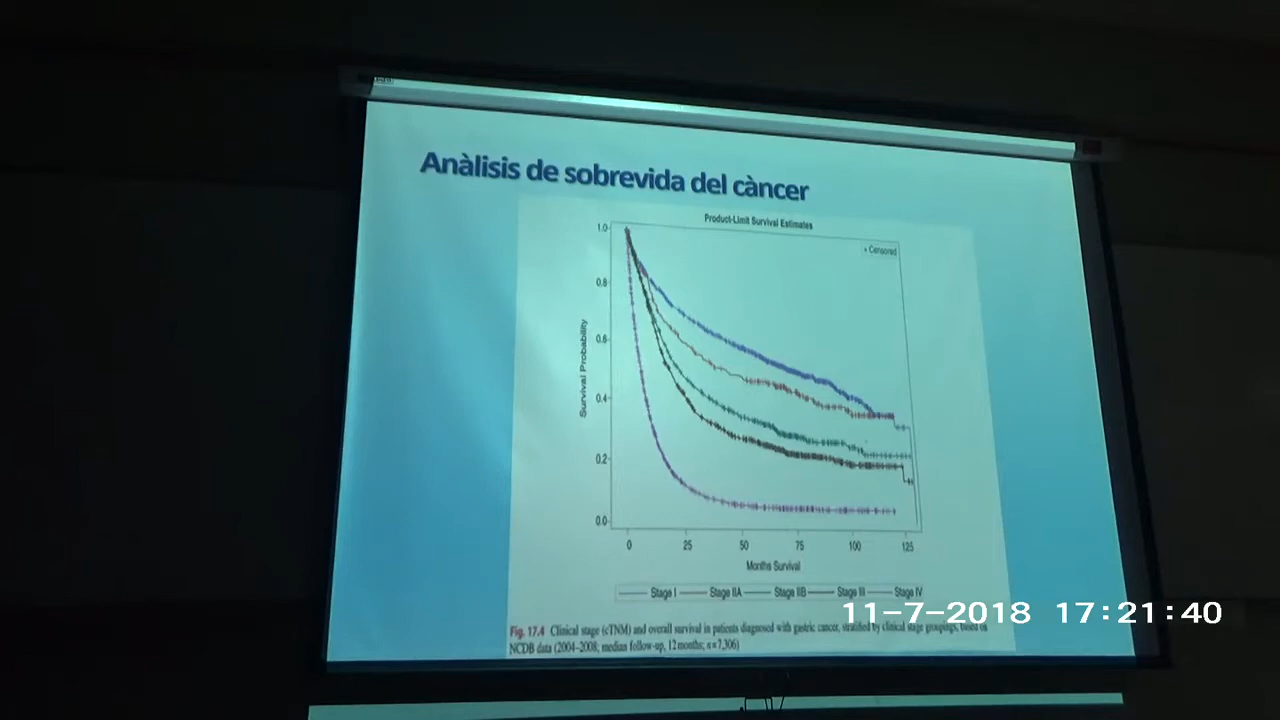 Anàlisis de sobrevida del càncer
Product-Limit Survival Estimates
+ Censored
1.0
0.8
0.6
0.4
0.2
0.0
Survival Probability
0 25 50 75 100 125
Months Survival
Stage I Stage IIA Stage IIB Stage III Stage IV
11-7-2018 17:21:40
Fig. 17.4 Clinical stage (cTNM) and overall survival in patients diagnosed with gastric cancer, stratified by clinical stage groupings, based on
NCDB data (2004–2008; median follow-up, 12 months; n=7,306)